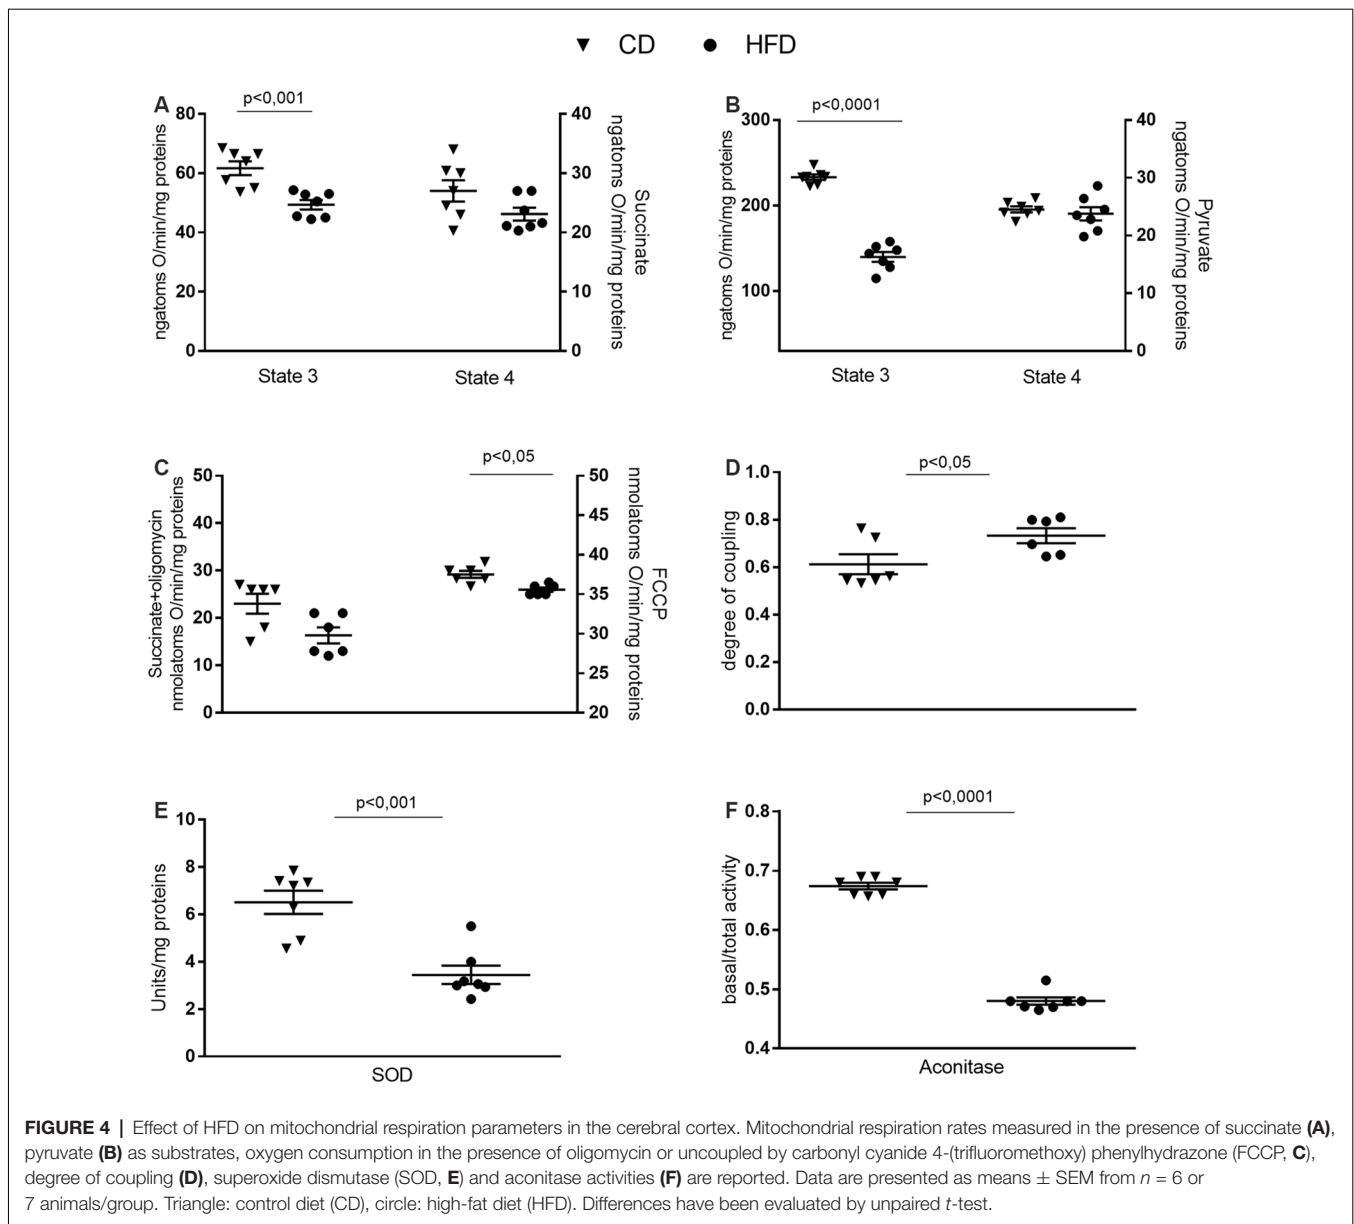 CD HFD
A
p<0,001
80
60
40
20
0
ngatoms O/min/mg proteins
40
30
20
10
0
Succinate
ngatoms O/min/mg proteins
State 3 State 4
B
p<0,0001
300
200
100
ngatoms O/min/mg proteins
40
30
20
10
0
Pyruvate
ngatoms O/min/mg proteins
State 3 State 4
C
p<0,05
50
40
30
20
10
0
Succinate+oligomycin
nmolatoms O/min/mg proteins
50
45
40
35
30
25
20
FCCP
nmolatoms O/min/mg proteins
D
p<0,05
1.0
0.8
0.6
0.4
0.2
0.0
degree of coupling
E
p<0,001
10
8
6
4
2
0
Units/mg proteins
SOD
F
p<0,0001
0.8
0.7
0.6
0.5
0.4
basal/total activity
Aconitase
FIGURE 4 | Effect of HFD on mitochondrial respiration parameters in the cerebral cortex. Mitochondrial respiration rates measured in the presence of succinate (A),
pyruvate (B) as substrates, oxygen consumption in the presence of oligomycin or uncoupled by carbonyl cyanide 4-(trifluoromethoxy) phenylhydrazone (FCCP, C),
degree of coupling (D), superoxide dismutase (SOD, E) and aconitase activities (F) are reported. Data are presented as means ± SEM from n = 6 or
7 animals/group. Triangle: control diet (CD), circle: high-fat diet (HFD). Differences have been evaluated by unpaired t-test.